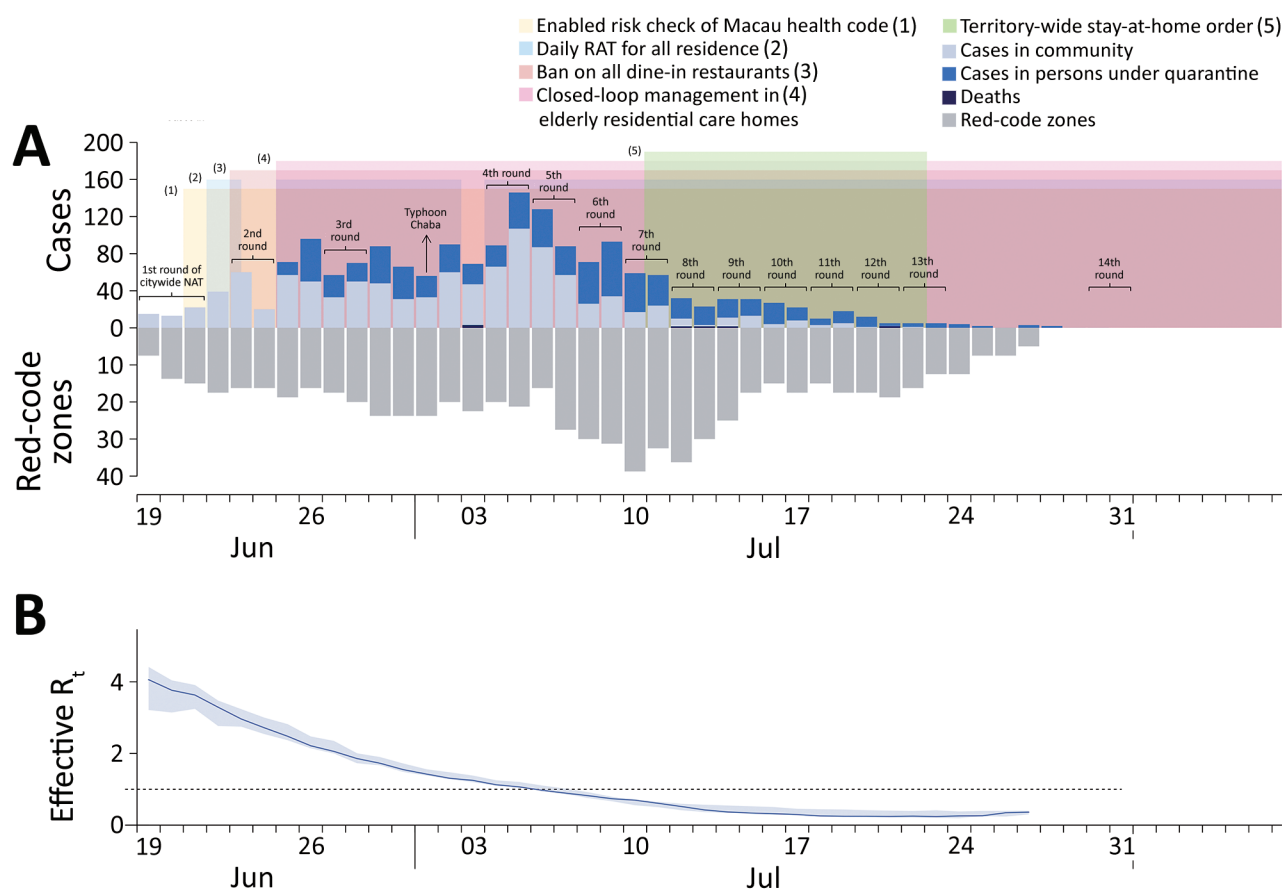 Enabled risk check of Macau health code (1)
Daily RAT for all residence (2)
Ban on all dine-in restaurants (3)
Closed-loop management in (4)
elderly residential care homes
Territory-wide stay-at-home order (5)
Cases in community
Cases in persons under quarantine
Deaths
Red-code zones
A
Cases
200
160
120
80
40
0
Red-code
zones
10
20
30
40
(1)
(2)
(3)
(4)
(5)
1st round of
citywide NAT
2nd
round
3rd
round
Typhoon
Chaba
4th round
5th
round
6th
round
7th
round
8th
round
9th
round
10th
round
11th
round
12th
round
13th
round
14th
round
19 26 03 10 17 24 31
Jun Jul
B
Effective Rt
4
2
0
19 26 03 10 17 24 31
Jun Jul